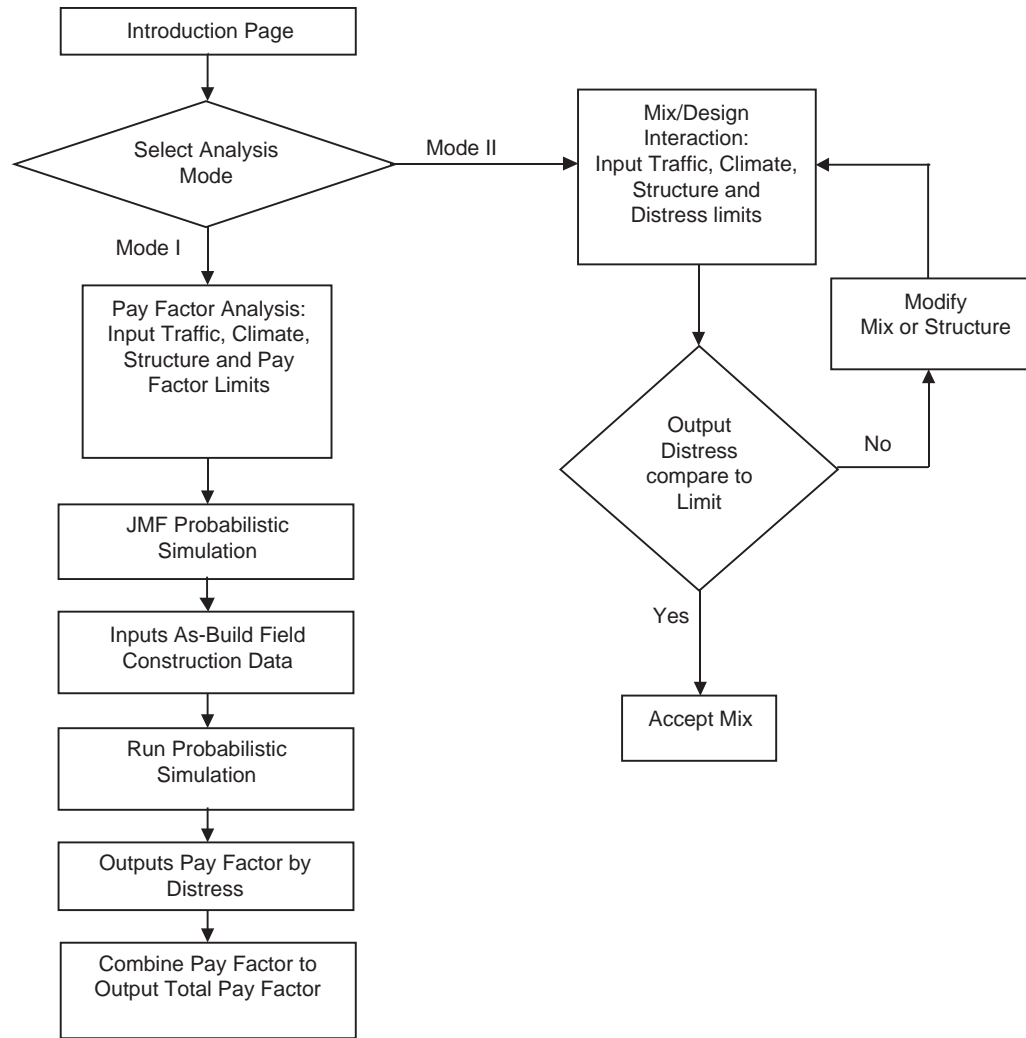 Introduction Page
Select Analysis
Mode
Mode II
Mode I
Mix/Design
Interaction:
Input Traffic, Climate,
Structure and
Distress limits
Modify
Mix or Structure
Output
Distress
compare to
Limit
No
Yes
Accept Mix
Pay Factor Analysis:
Input Traffic, Climate,
Structure and Pay
Factor Limits
JMF Probabilistic
Simulation
Inputs As-Build Field
Construction Data
Run Probabilistic
Simulation
Outputs Pay Factor by
Distress
Combine Pay Factor to
Output Total Pay Factor